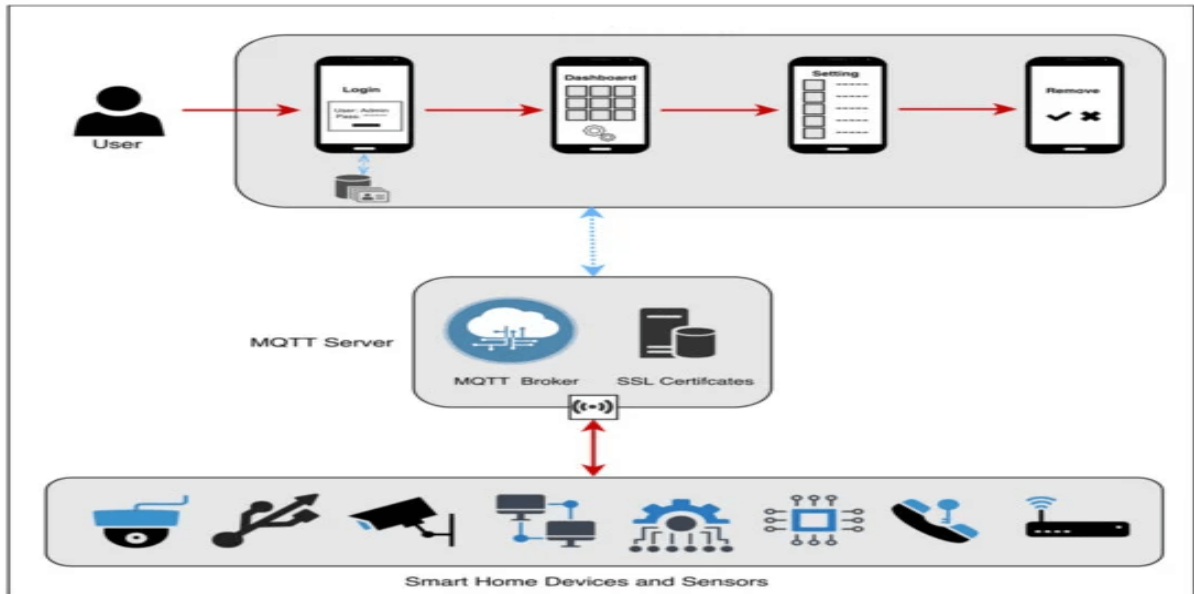 User
Login
User: Admin
Pass: *****
Dashboard
Setting
Remove
MQTT Server
MQTT Broker
SSL Certifcates
Smart Home Devices and Sensors